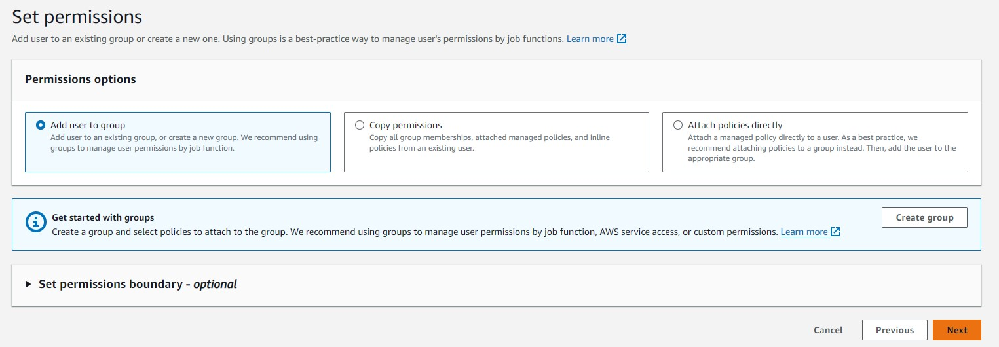 Set permissions
Add user to an existing group or create a new one. Using groups is a best-practice way to manage user's permissions by job functions. Learn more
Permissions options
Add user to group
Add user to an existing group, or create a new group. We recommend using
groups to manage user permissions by job function.
Copy permissions
Copy all group memberships, attached managed policies, and inline
policies from an existing user.
Attach policies directly
Attach a managed policy directly to a user. As a best practice, we
recommend attaching policies to a group instead. Then, add the user to the
appropriate group.
Get started with groups
Create a group and select policies to attach to the group. We recommend using groups to manage user permissions by job function, AWS service access, or custom permissions. Learn more
Create group
Set permissions boundary - optional
Cancel
Previous
Next